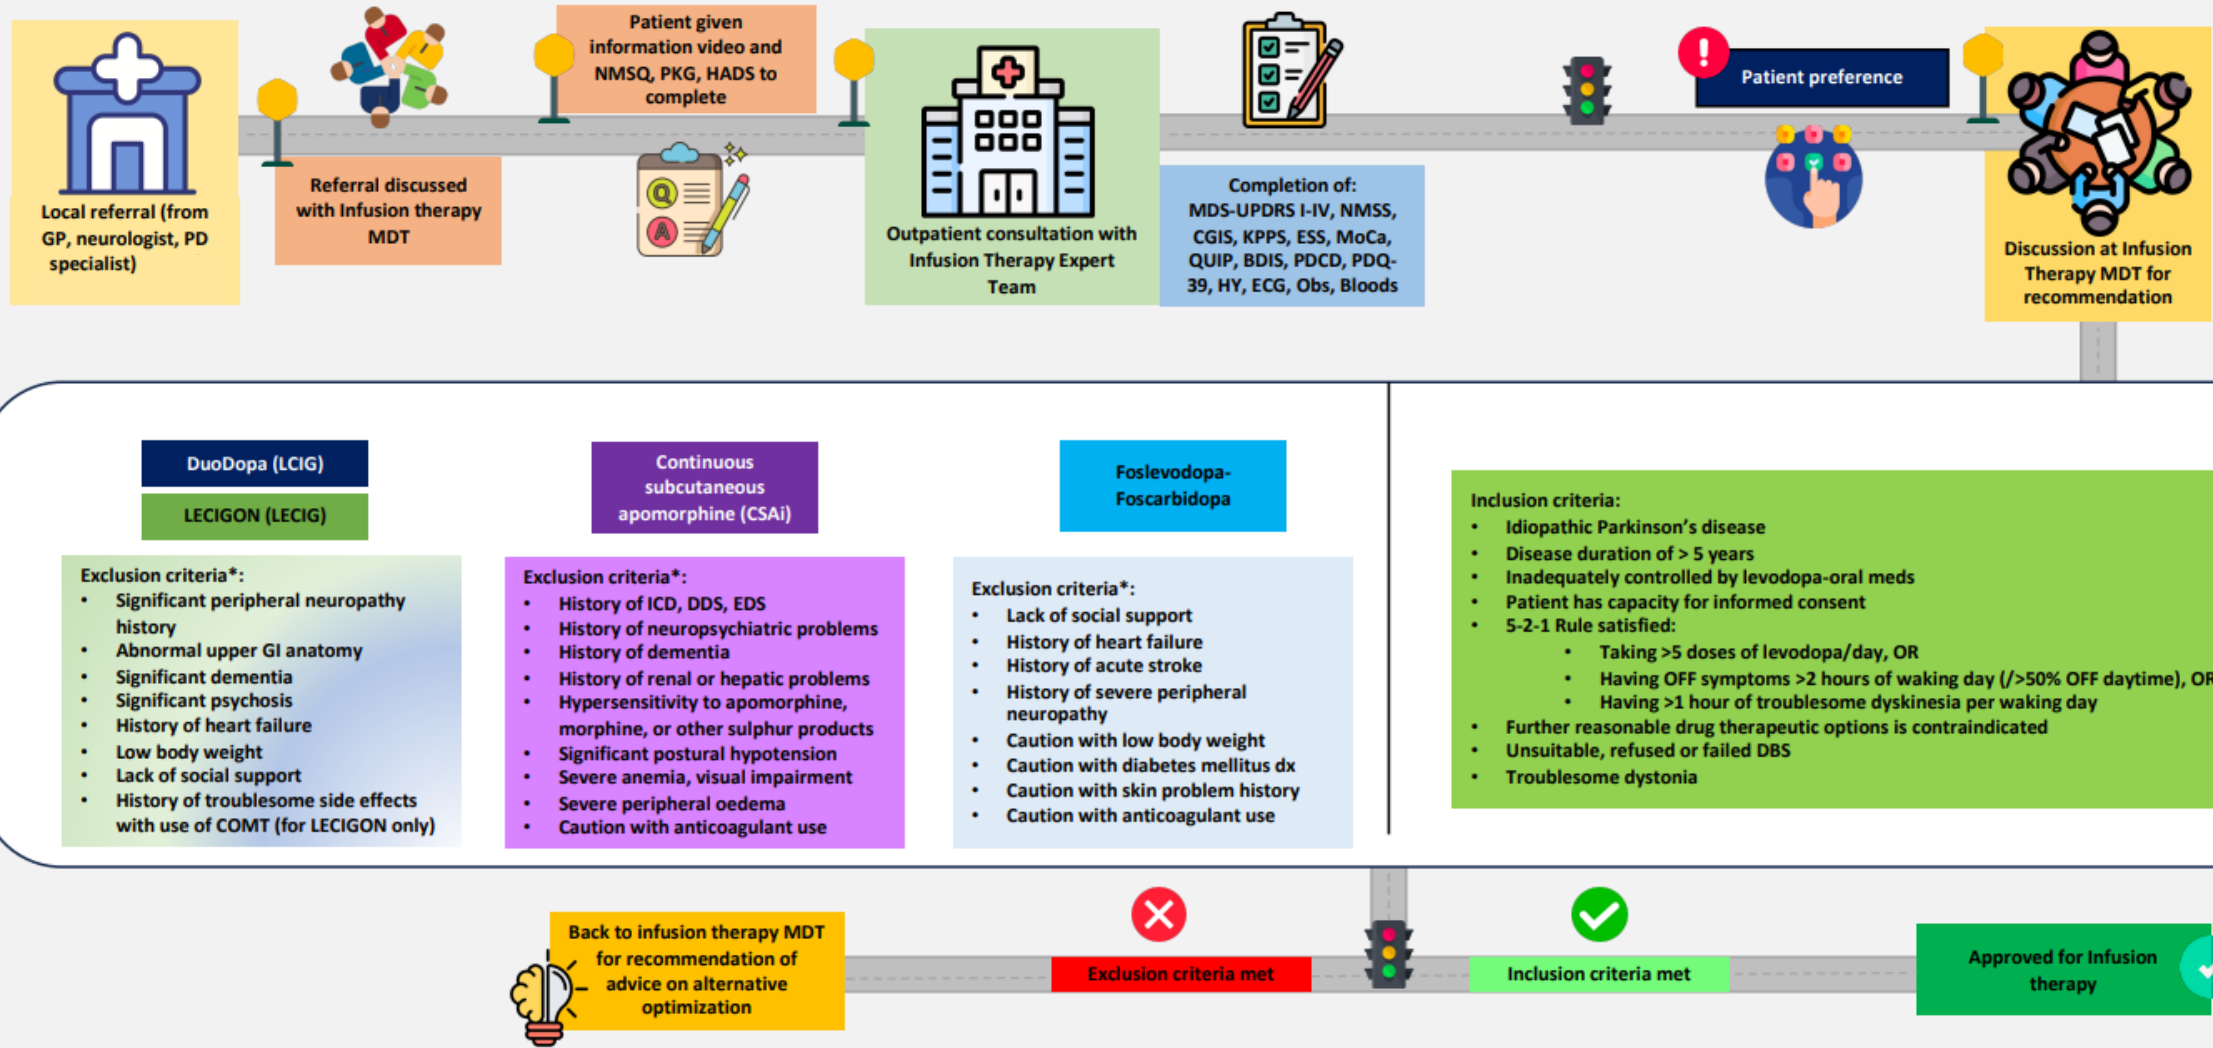 Local referral (from
GP, neurologist, PD
specialist)
Referral discussed
with Infusion therapy
MDT
Patient given
information video and
NMSQ, PKG, HADS to
complete
Q
A
Outpatient consultation with
Infusion Therapy Expert
Team
Completion of:
MDS-UPDRS I-IV, NMSS,
CGIS, KPPS, ESS, MoCa,
QUIP, BDIS, PDCD, PDQ-
39, HY, ECG, Obs, Bloods
!
Patient preference
Discussion at Infusion
Therapy MDT for
recommendation
DuoDopa (LCIG)
LECIGON (LECIG)
Exclusion criteria*:
• Significant peripheral neuropathy
history
• Abnormal upper GI anatomy
• Significant dementia
• Significant psychosis
• History of heart failure
• Low body weight
• Lack of social support
• History of troublesome side effects
with use of COMT (for LECIGON only)
Continuous
subcutaneous
apomorphine (CSAi)
Exclusion criteria*:
• History of ICD, DDS, EDS
• History of neuropsychiatric problems
• History of dementia
• History of renal or hepatic problems
• Hypersensitivity to apomorphine,
morphine, or other sulphur products
• Significant postural hypotension
• Severe anemia, visual impairment
• Severe peripheral oedema
• Caution with anticoagulant use
Foslevodopa-
Foscarbidopa
Exclusion criteria*:
• Lack of social support
• History of heart failure
• History of acute stroke
• History of severe peripheral
neuropathy
• Caution with low body weight
• Caution with diabetes mellitus dx
• Caution with skin problem history
• Caution with anticoagulant use
Inclusion criteria:
• Idiopathic Parkinson's disease
• Disease duration of > 5 years
• Inadequately controlled by levodopa-oral meds
• Patient has capacity for informed consent
• 5-2-1 Rule satisfied:
• Taking >5 doses of levodopa/day, OR
• Having OFF symptoms >2 hours of waking day (/>50% OFF daytime), OR
• Having >1 hour of troublesome dyskinesia per waking day
• Further reasonable drug therapeutic options is contraindicated
• Unsuitable, refused or failed DBS
• Troublesome dystonia
Back to infusion therapy MDT
for recommendation of
advice on alternative
optimization
Exclusion criteria met
Inclusion criteria met
Approved for Infusion
therapy